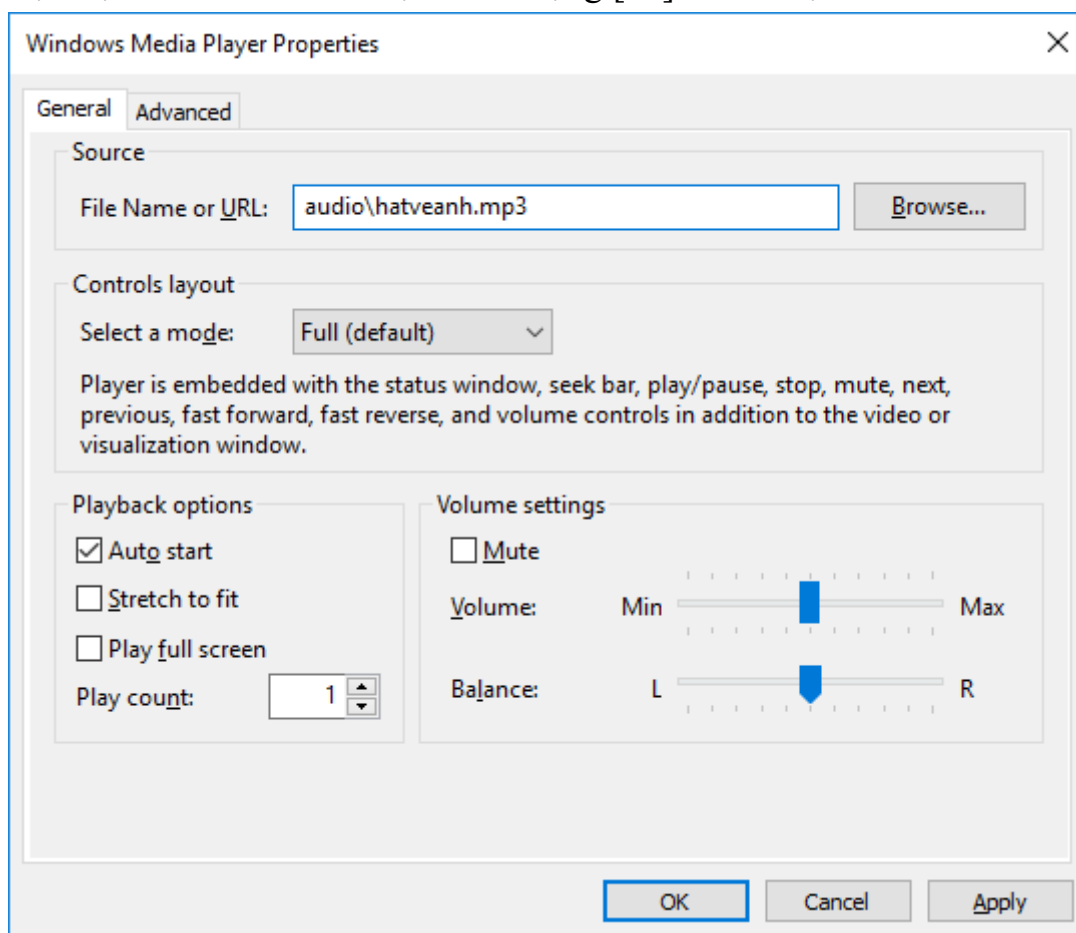 Windows Media Player Properties
General Advanced
Source
File Name or URL: audio\hatveanh.mp3 Browse...
Controls layout
Select a mode: Full (default)
Player is embedded with the status window, seek bar, play/pause, stop, mute, next,
previous, fast forward, fast reverse, and volume controls in addition to the video or
visualization window.
Playback options
Auto start
Stretch to fit
Play full screen
Play count: 1
Volume settings
Mute
Volume: Min Max
Balance: L R
OK Cancel Apply